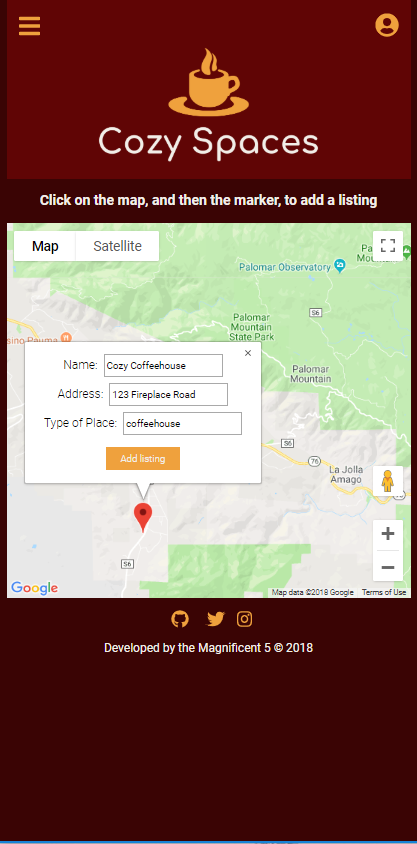 Cozy Spaces
Click on the map, and then the marker, to add a listing
Map
Satellite
Palomar Observatory
Mount
Palomar
Mountain
State Park
S6
Palomar
Mountain
Name: Cozy Coffeehouse
×
Address: 123 Fireplace Road
Type of Place: coffeehouse
Add listing
S6
76
La Jolla
Amago
76
S6
+
−
Google
Map data ©2018 Google
Terms of Use
Developed by the Magnificent 5 © 2018